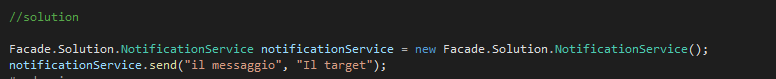 //solution
Facade.Solution.NotificationService notificationService = new Facade.Solution.NotificationService();
notificationService.send("il messaggio", "Il target");